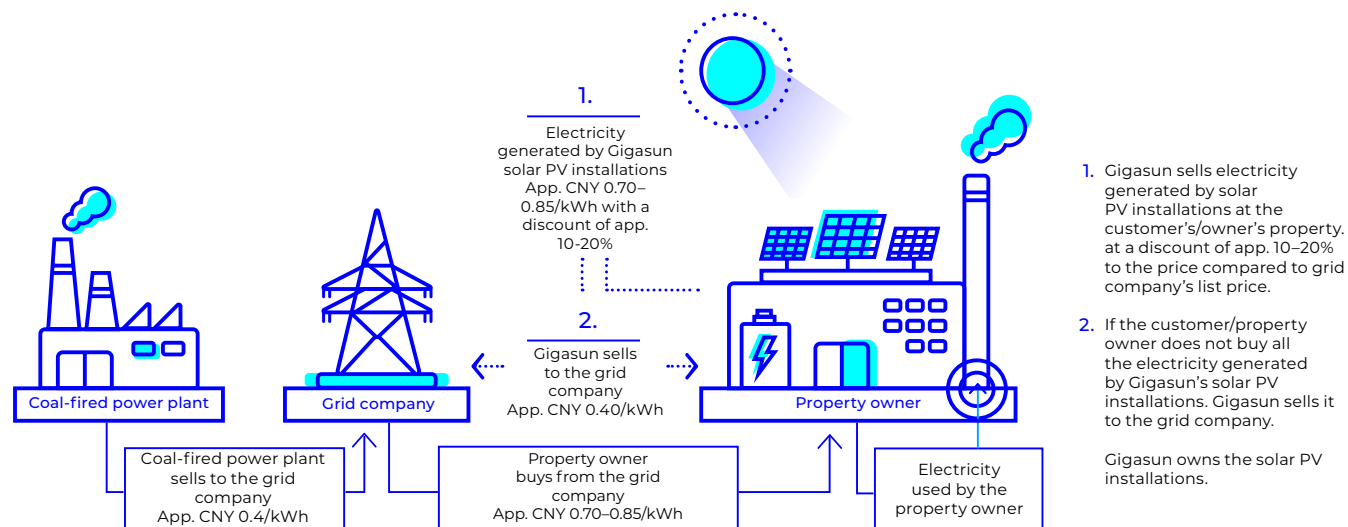 1.
Electricity
generated by Gigasun
solar PV installations
App. CNY 0.70–
0.85/kWh with a
discount of app.
10-20%
2.
Gigasun sells
to the grid
company
App. CNY 0.40/kWh
Coal-fired power plant
Grid company
Property owner
Coal-fired power plant
sells to the grid
company
App. CNY 0.4/kWh
Property owner
buys from the grid
company
App. CNY 0.70–0.85/kWh
Electricity
used by the
property owner
1. Gigasun sells electricity
generated by solar
PV installations at the
customer’s/owner’s property.
at a discount of app. 10–20%
to the price compared to grid
company’s list price.
2. If the customer/property
owner does not buy all
the electricity generated
by Gigasun’s solar PV
installations. Gigasun sells it
to the grid company.
Gigasun owns the solar PV
installations.